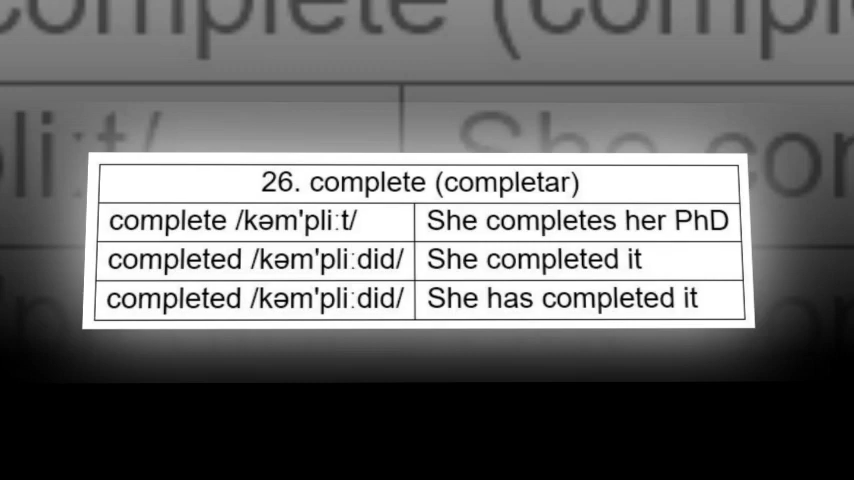 26. complete (completar)
complete /kəm'pliːt/ She completes her PhD
completed /kəm'pliːdid/ She completed it
completed /kəm'pliːdid/ She has completed it